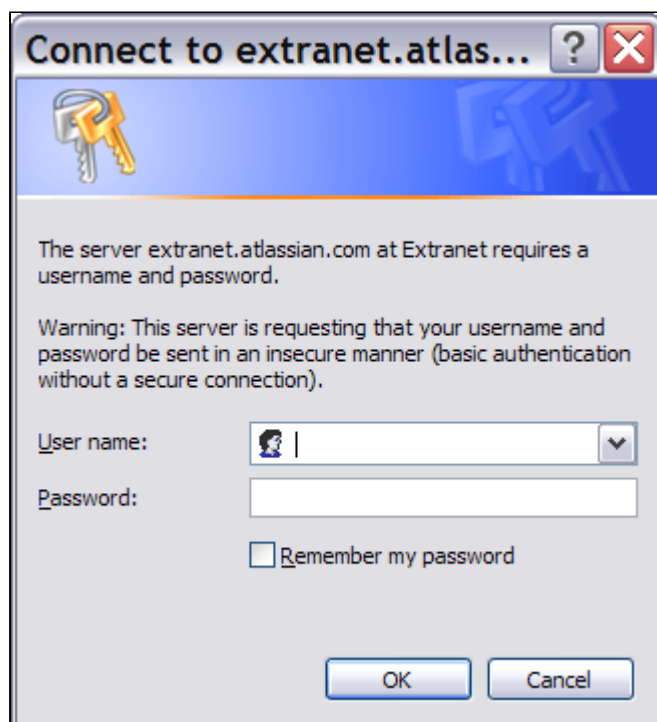 Connect to extranet.atlas...
The server extranet.atlassian.com at Extranet requires a
username and password.
Warning: This server is requesting that your username and
password be sent in an insecure manner (basic authentication
without a secure connection).
User name:
Password:
Remember my password
OK Cancel